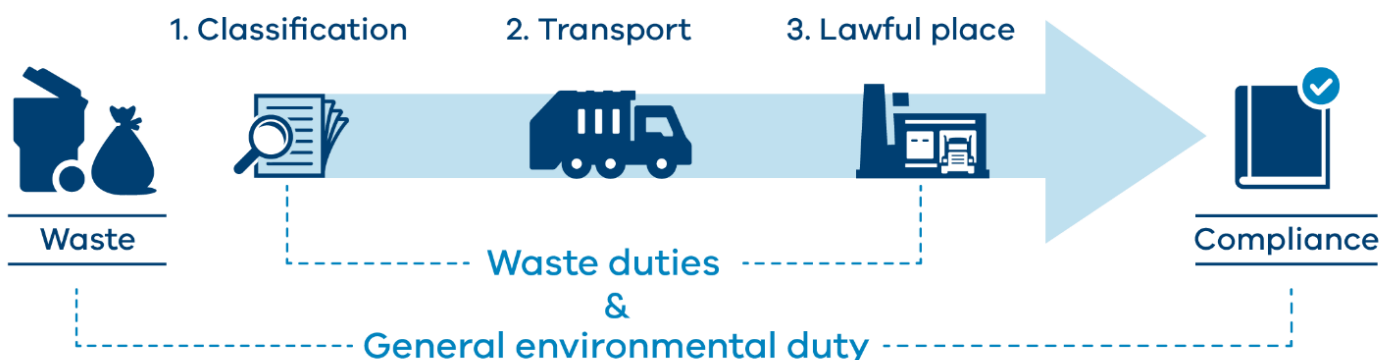 1. Classification
2. Transport
3. Lawful place
Waste
Compliance
Waste duties
&
General environmental duty